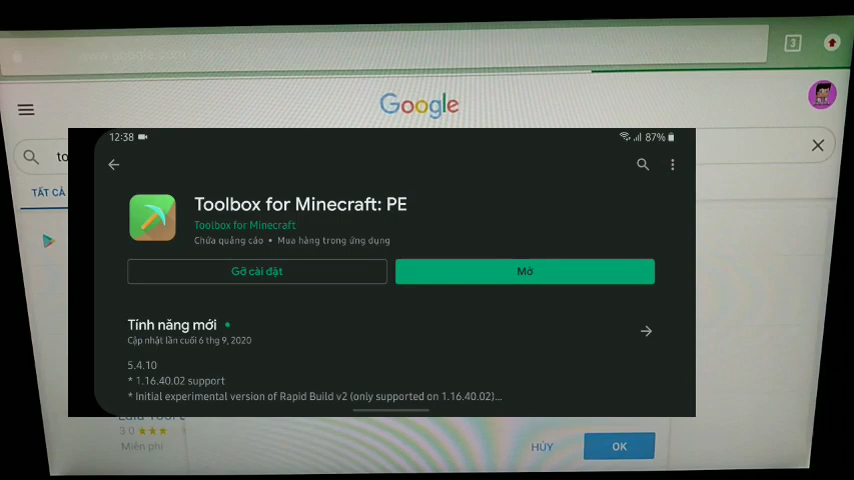 3
Google
to
TẤT CẢ
12:38
87%
Toolbox for Minecraft: PE
Toolbox for Minecraft
Chứa quảng cáo • Mua hàng trong ứng dụng
Gỡ cài đặt
Mở
Tính năng mới
Cập nhật lần cuối 6 thg 9, 2020
5.4.10
* 1.16.40.02 support
* Initial experimental version of Rapid Build v2 (only supported on 1.16.40.02)...
3.0 ★★★
Miễn phí
HỦY
OK